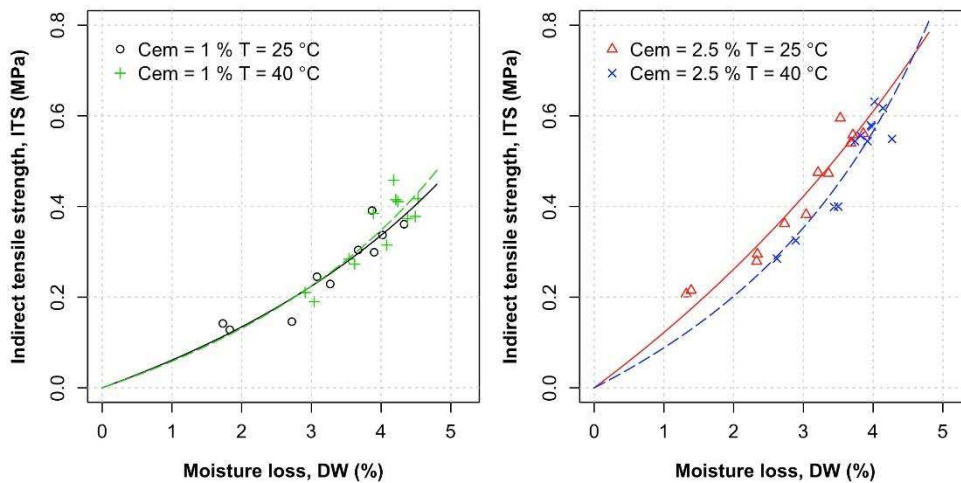 Indirect tensile strength, ITS (MPa)
0.8
0.6
0.4
0.2
0.0
Cem = 1 % T = 25 °C
Cem = 1 % T = 40 °C
0 1 2 3 4 5
Moisture loss, DW (%)
Indirect tensile strength, ITS (MPa)
0.8
0.6
0.4
0.2
0.0
Cem = 2.5 % T = 25 °C
Cem = 2.5 % T = 40 °C
0 1 2 3 4 5
Moisture loss, DW (%)